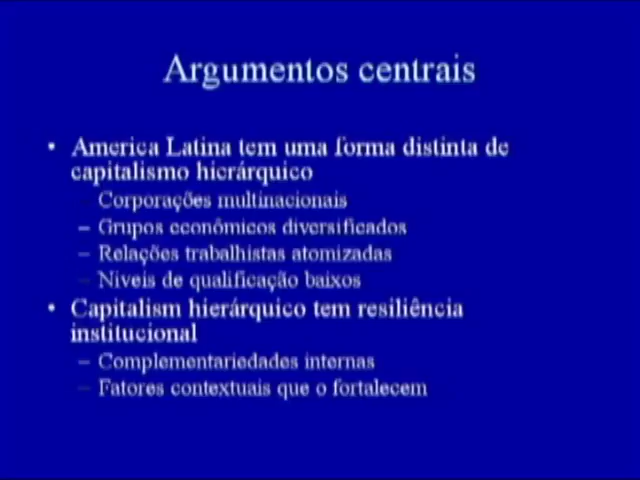 Argumentos centrais
• America Latina tem uma forma distinta de
capitalismo hierárquico
– Corporações multinacionais
– Grupos econômicos diversificados
– Relações trabalhistas atomizadas
– Níveis de qualificação baixos
• Capitalism hierárquico tem resiliência
institucional
– Complementariedades internas
– Fatores contextuais que o fortalecem